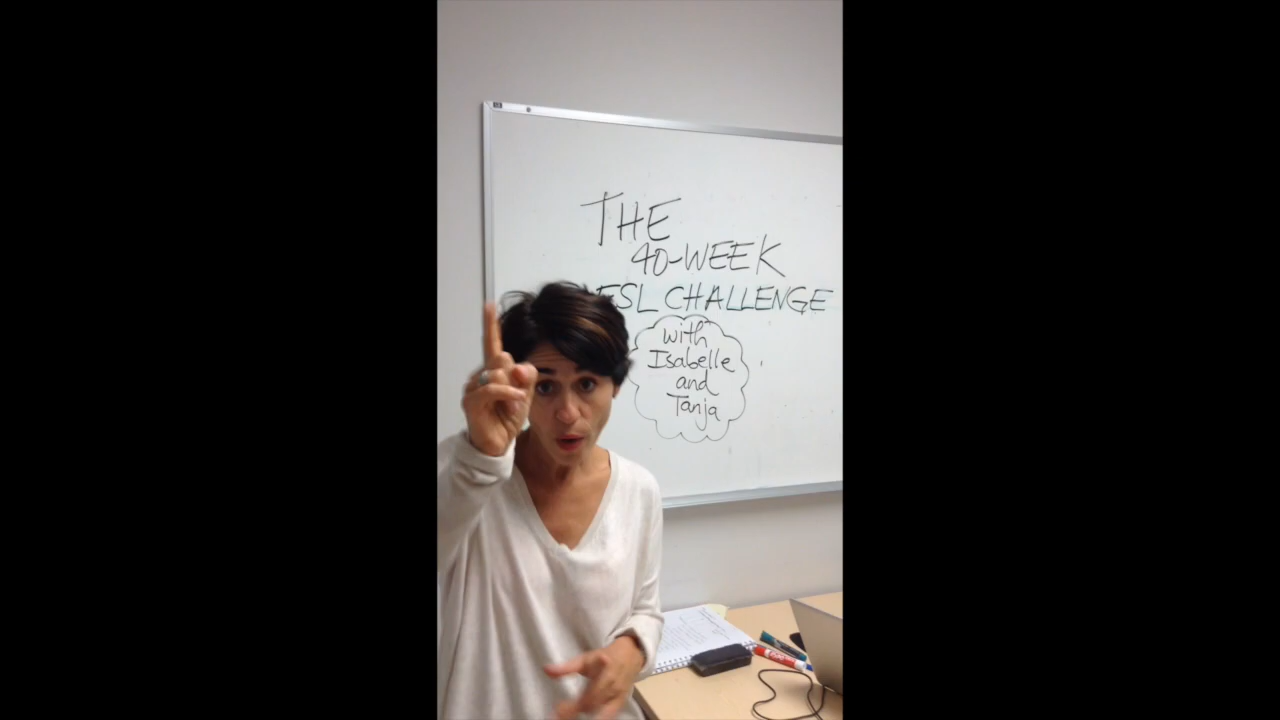 THE
40-WEEK
ESL CHALLENGE
with
Isabelle
and
Tanja